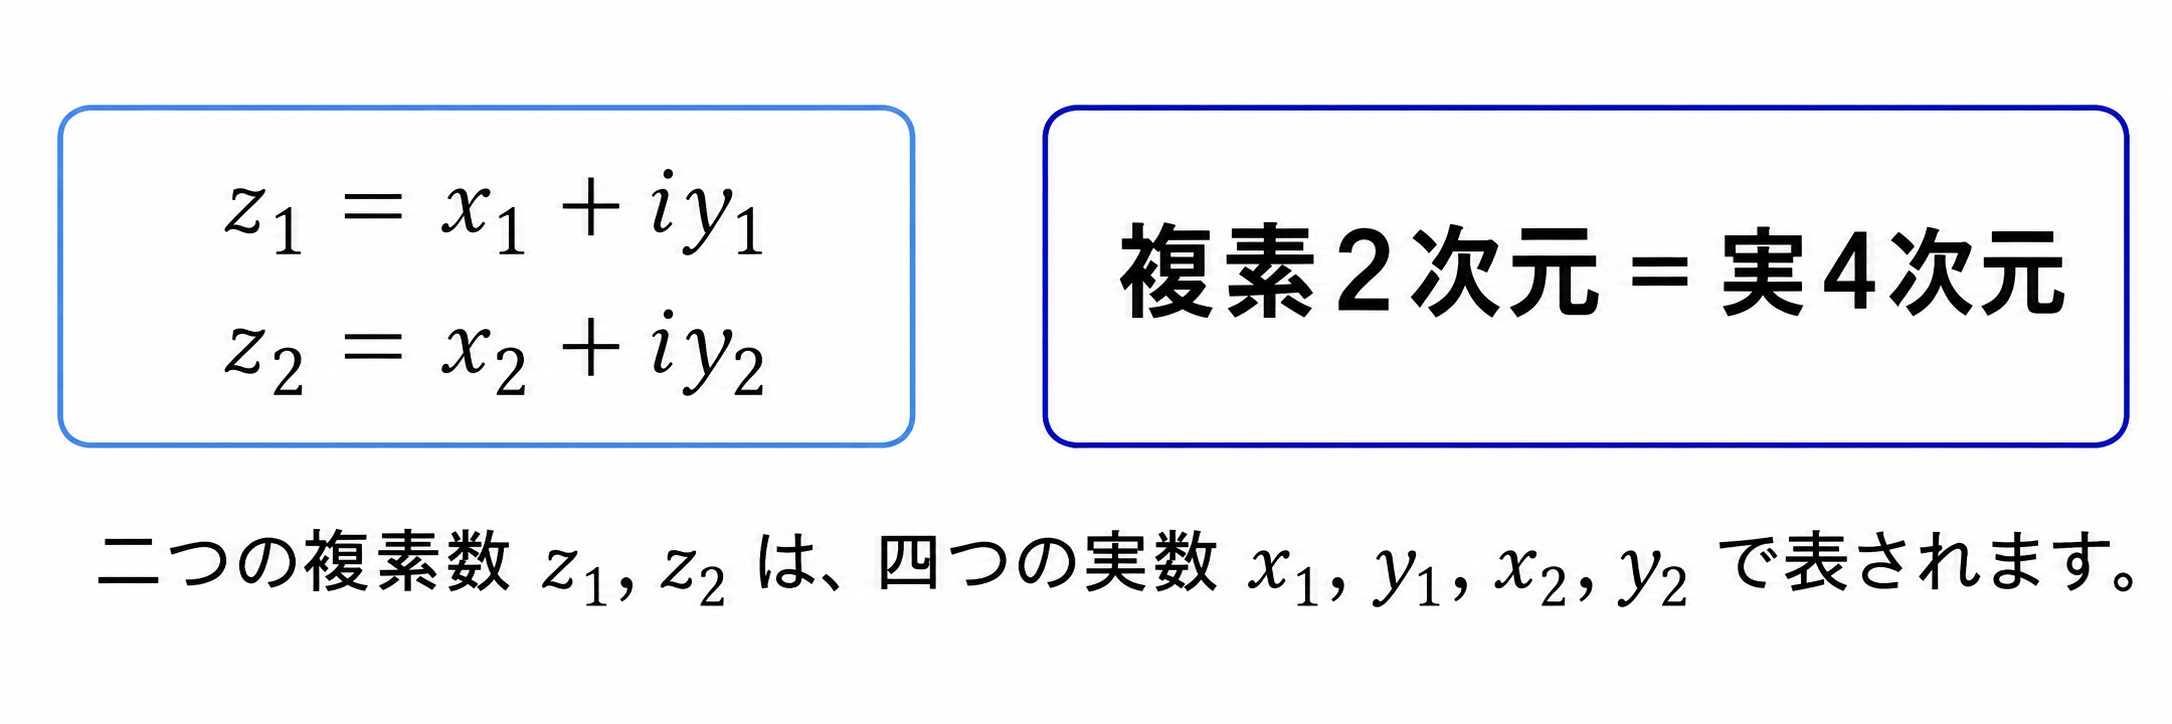 z₁ = x₁ + iy₁
z₂ = x₂ + iy₂
複素2次元 = 実4次元
二つの複素数 z₁, z₂ は、四つの実数 x₁, y₁, x₂, y₂ で表されます。